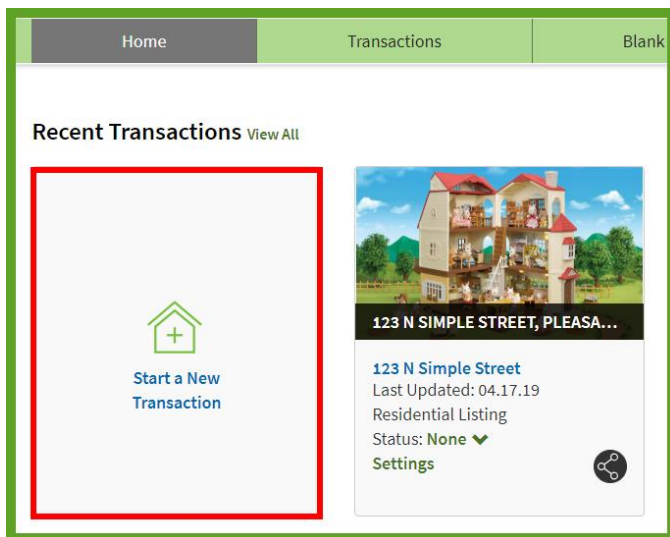 Home Transactions Blank
Recent Transactions View All
Start a New
Transaction
123 N SIMPLE STREET, PLEASA...
123 N Simple Street
Last Updated: 04.17.19
Residential Listing
Status: None
Settings